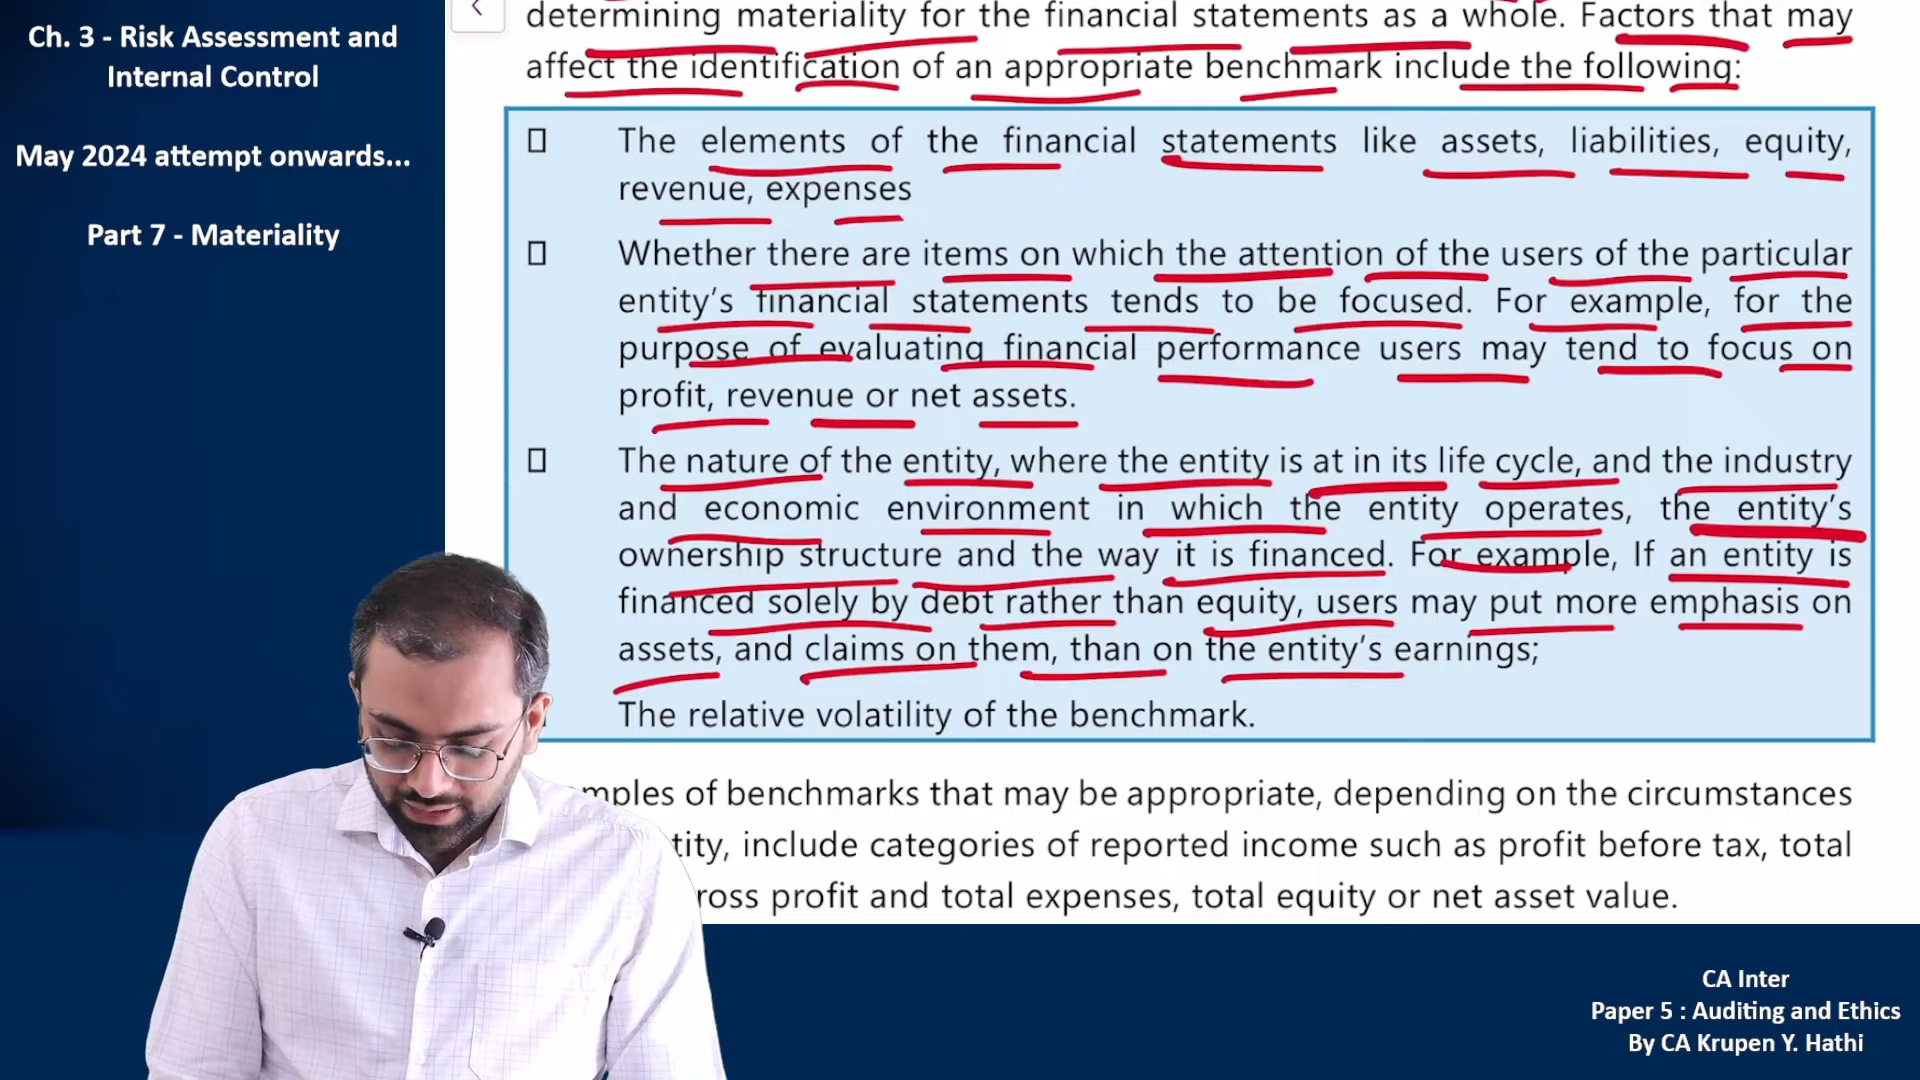 Ch. 3 - Risk Assessment and
Internal Control
May 2024 attempt onwards...
Part 7 - Materiality
determining materiality for the financial statements as a whole. Factors that may
affect the identification of an appropriate benchmark include the following:
The elements of the financial statements like assets, liabilities, equity,
revenue, expenses
Whether there are items on which the attention of the users of the particular
entity’s financial statements tends to be focused. For example, for the
purpose of evaluating financial performance users may tend to focus on
profit, revenue or net assets.
The nature of the entity, where the entity is at in its life cycle, and the industry
and economic environment in which the entity operates, the entity’s
ownership structure and the way it is financed. For example, If an entity is
financed solely by debt rather than equity, users may put more emphasis on
assets, and claims on them, than on the entity’s earnings;
The relative volatility of the benchmark.
of benchmarks that may be appropriate, depending on the circumstances
include categories of reported income such as profit before tax, total
profit and total expenses, total equity or net asset value.
CA Inter
Paper 5 : Auditing and Ethics
By CA Krupen Y. Hathi